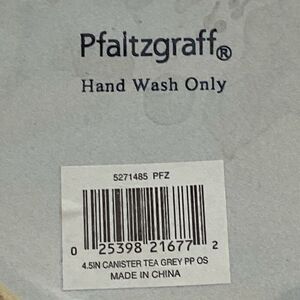 Pfaltzgraff®
Hand Wash Only
5271485 PFZ
0 25398 21677 2
4.5IN CANISTER TEA GREY PP OS
MADE IN CHINA